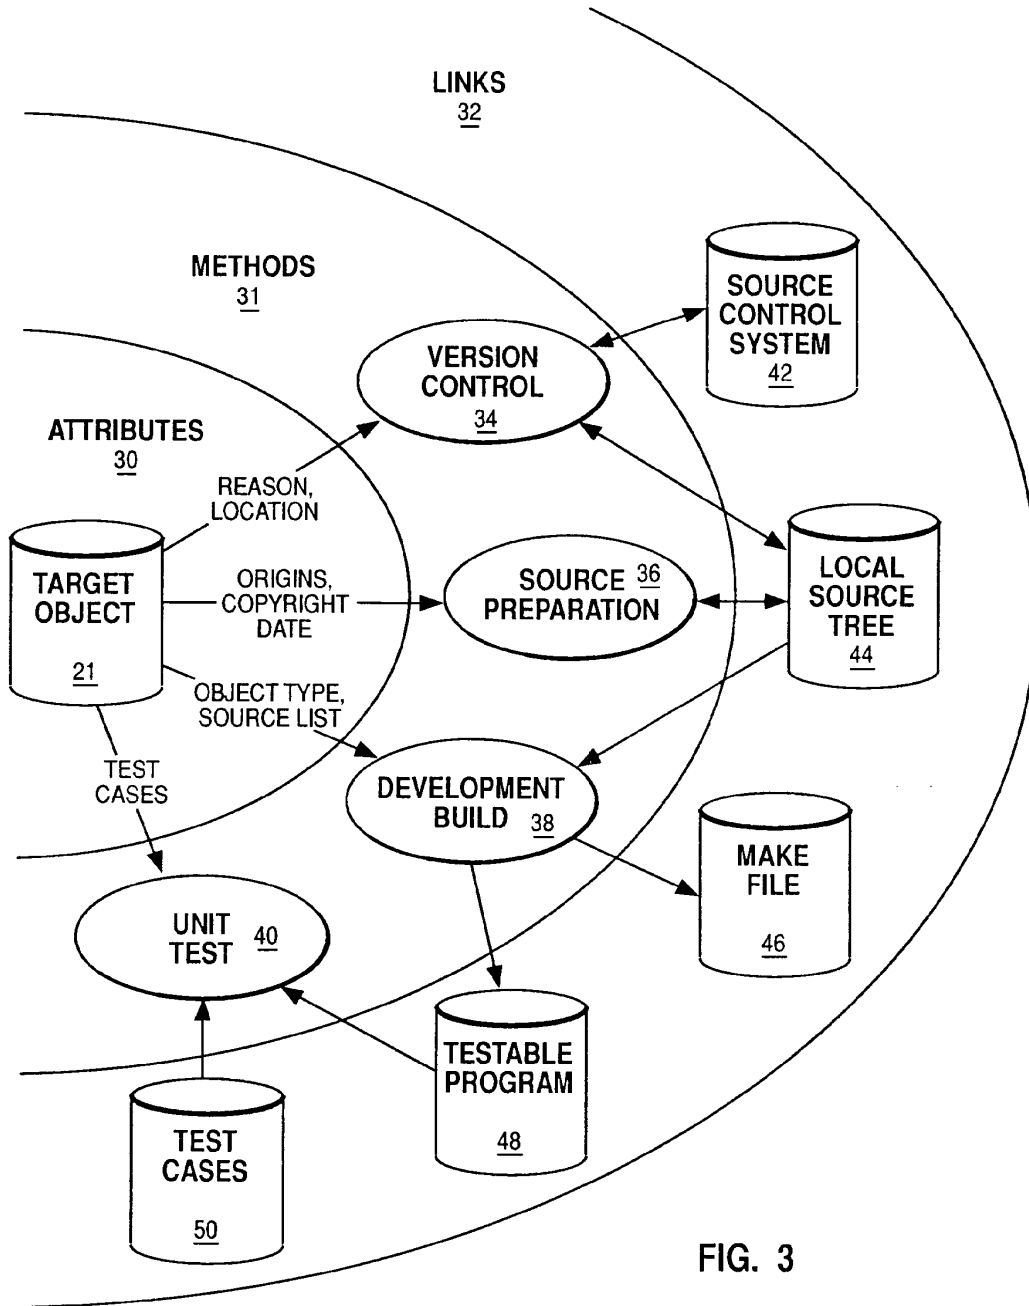 LINKS
32
METHODS
31
SOURCE
CONTROL
SYSTEM
42
VERSION
CONTROL
34
ATTRIBUTES
30
REASON,
LOCATION
TARGET
OBJECT
21
ORIGINS,
COPYRIGHT
DATE
SOURCE 36
PREPARATION
LOCAL
SOURCE
TREE
44
OBJECT TYPE,
SOURCE LIST
TEST
CASES
DEVELOPMENT
BUILD 38
MAKE
FILE
46
UNIT
TEST 40
TESTABLE
PROGRAM
48
TEST
CASES
50
FIG. 3